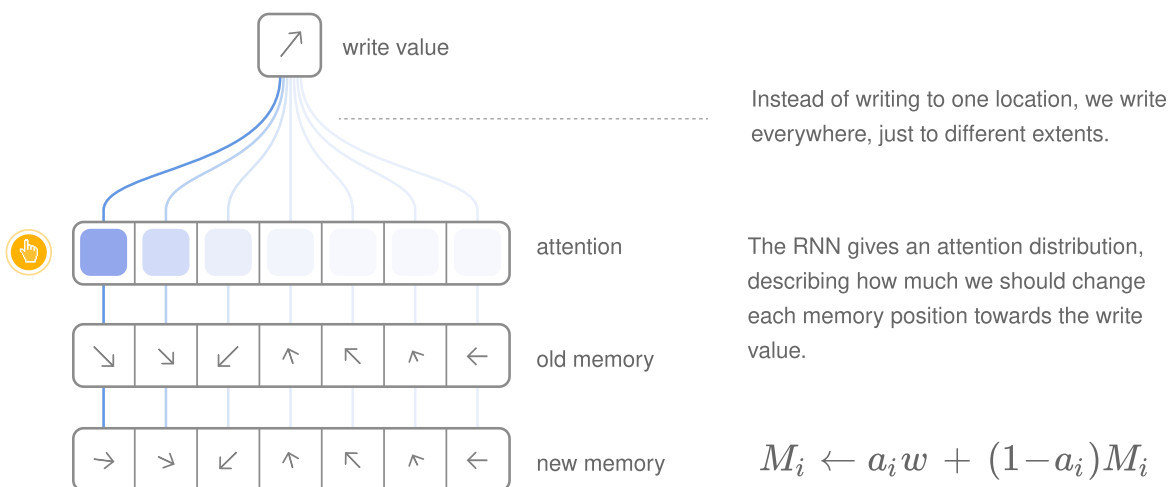 write value
Instead of writing to one location, we write
everywhere, just to different extents.
attention
The RNN gives an attention distribution,
describing how much we should change
each memory position towards the write
value.
old memory
new memory
M_i ← a_i w + (1−a_i)M_i